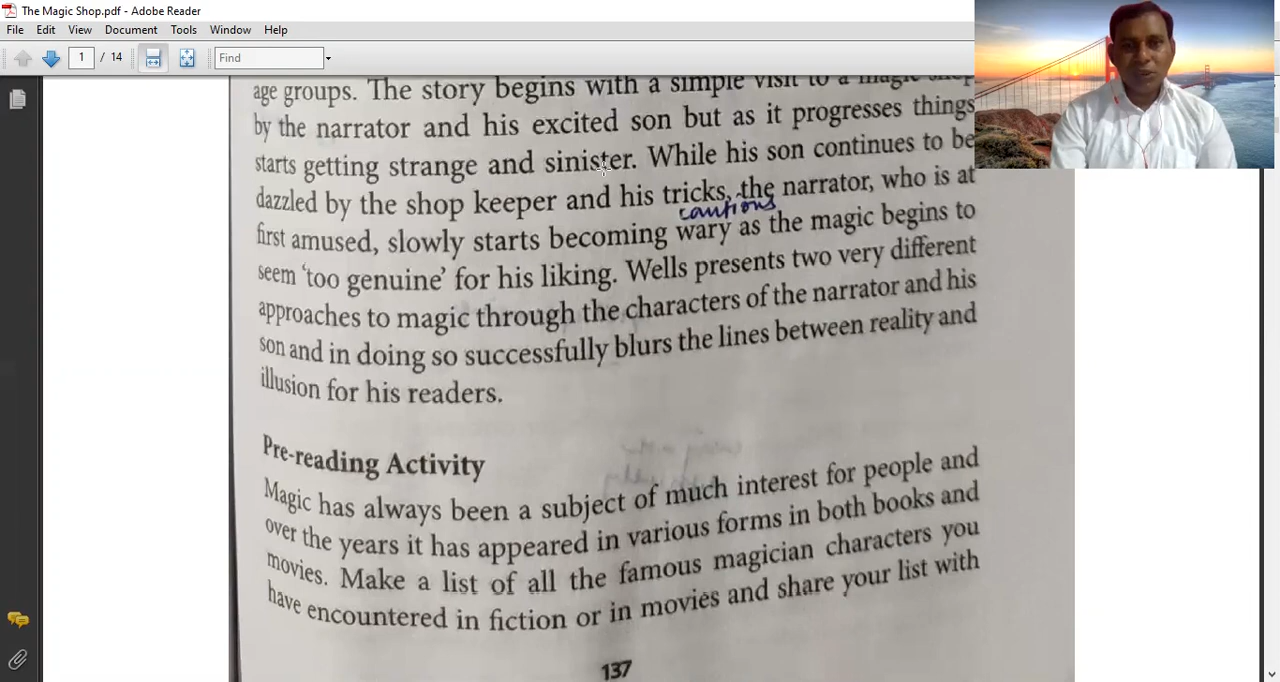 The Magic Shop.pdf - Adobe Reader
File Edit View Document Tools Window Help
1 / 14 Find
age groups. The story begins with a simple visit to a magic shop
by the narrator and his excited son but as it progresses things
starts getting strange and sinister. While his son continues to be
dazzled by the shop keeper and his tricks, the narrator, who is at
cautious
first amused, slowly starts becoming wary as the magic begins to
seem 'too genuine' for his liking. Wells presents two very different
approaches to magic through the characters of the narrator and his
son and in doing so successfully blurs the lines between reality and
illusion for his readers.
Pre-reading Activity
Magic has always been a subject of much interest for people and
over the years it has appeared in various forms in both books and
movies. Make a list of all the famous magician characters you
have encountered in fiction or in movies and share your list with
137